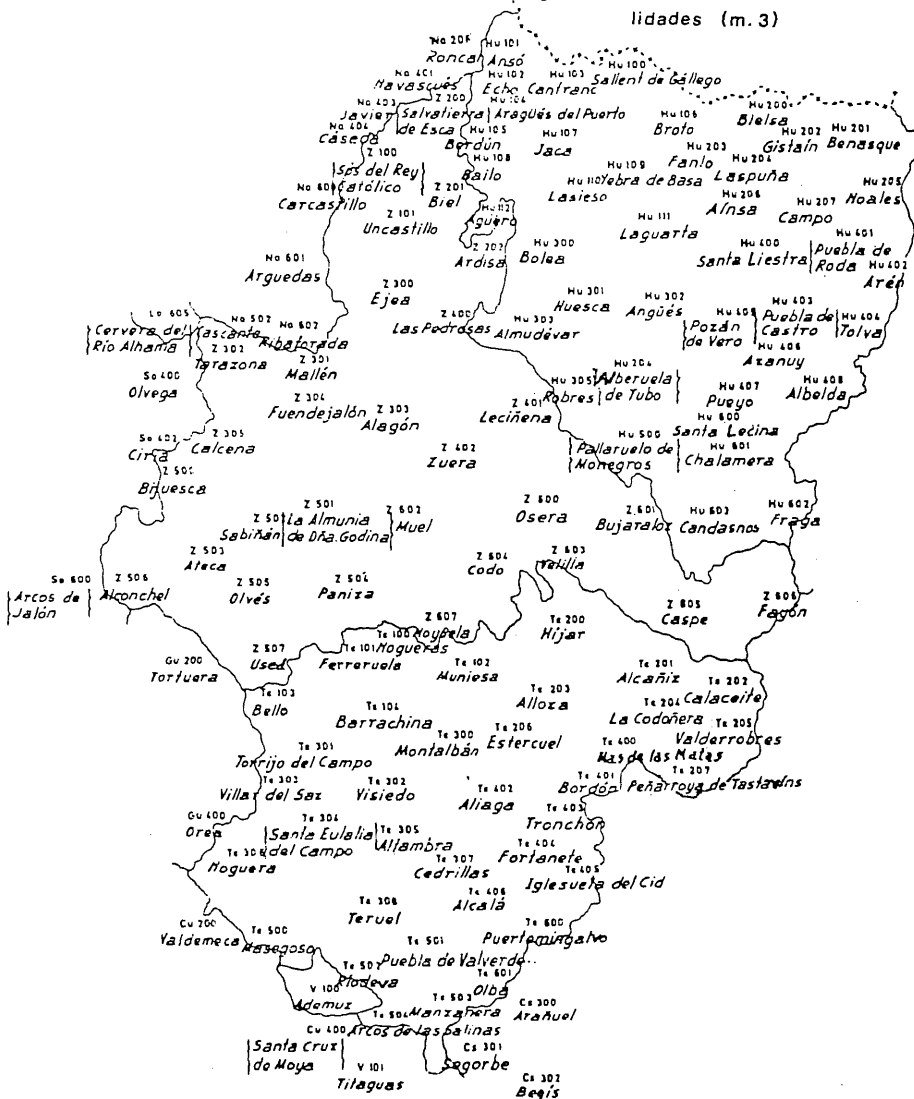 lidades (m.3)
Na 201 Hu 101
Roncal Ansó
Na 401 Hu 102 Hu 103 Hu 100
Navascués Echo Canfranc Sallent de Gállego
Na 403 Z 200 Hu 104
Javier Salvatierra de Esca Aragüés del Puerto
Na 404 Hu 105 Hu 107 Hu 106 Hu 200
Cáseda Berdún Jaca Broto Bielsa
Hu 202 Hu 201
Gistaín Benasque
Z 100 Hu 108 Hu 203 Hu 204
Sos del Rey Católico Bailo Fanlo Laspuña
Hu 109 Hu 110 Hu 205
Yebra de Basa Lasieso Noales
Carcastillo
Z 201 Hu 112 Hu 206 Hu 207
Biel Agüero Aínsa Campo
Z 101 Hu 111
Uncastillo Laguarta
Z 202 Hu 300 Hu 400 Hu 401 Hu 402
Ardisa Bolea Santa Liestra Puebla de Roda Arén
Na 601
Arguedas
Z 300 Hu 301 Hu 302
Ejea Huesca Angüés
Hu 403 Hu 404
Pozán de Vero Puebla de Castro Tolva
Lo 605 Na 502 Na 602 Z 400 Hu 303
Cervera del Río Alhama Cascante Ribaforada Las Pedrosas Almudévar
Hu 406
Azanuy
Z 302 Z 301
Tarazona Mallén
So 400 Hu 305 Hu 204 Hu 407 Hu 408
Olvega Robres Alberuela de Tubo Pueyo Albelda
Z 304 Z 303 Z 401
Fuendejalón Alagón Leciñena
Hu 600
Santa Lecina
So 402 Z 305 Z 402 Hu 500 Hu 601
Ciria Calcena Zuera Pallaruelo de Monegros Chalamera
Z 500
Bijuesca
Z 501 Z 602 Z 600 Z 601 Hu 603 Hu 602
Sabiñán La Almunia de Dña. Godina Muel Osera Bujaraloz Candasnos Fraga
Z 503 Z 604 Z 603
Ateca Codo Velilla
So 600 Z 506 Z 505 Z 504 Z 605 Z 606
Arcos de Jalón Alconchel Olvés Paniza Caspe Fagón
Z 607 Te 200
Moyuela Híjar
Gu 200 Z 507 Te 101 Te 100 Te 102 Te 201
Tortuera Used Ferreruela Nogueras Muniesa Alcañiz
Te 103 Te 203 Te 202
Bello Alloza Calaceite
Te 104 Te 204
Barrachina La Codoñera
Te 300 Te 206 Te 205
Montalbán Estercuel Valderrobres
Te 301 Te 400
Torrijo del Campo Mas de las Matas
Te 303 Te 302 Te 402 Te 401 Te 207
Villar del Saz Visiedo Aliaga Bordón Peñarroya de Tastavins
Te 403
Tronchón
Gu 400 Te 304 Te 305
Orea Santa Eulalia del Campo Alfambra
Te 404
Fortanete
Te 306 Te 307 Te 405
Noguera Cedrillas Iglesuela del Cid
Te 308 Te 406
Teruel Alcalá
Cu 200 Te 500 Te 600
Valdemeca Masegoso Puertomingalvo
Te 501
Puebla de Valverde
Te 502 Te 601
Riodeva Olba
V 100 Te 503 Cs 300
Ademuz Manzanera Arañuel
Te 504
Arcos de las Salinas
Cu 400 Cs 301
Santa Cruz de Moya Segorbe
V 101 Cs 302
Titaguas Begís